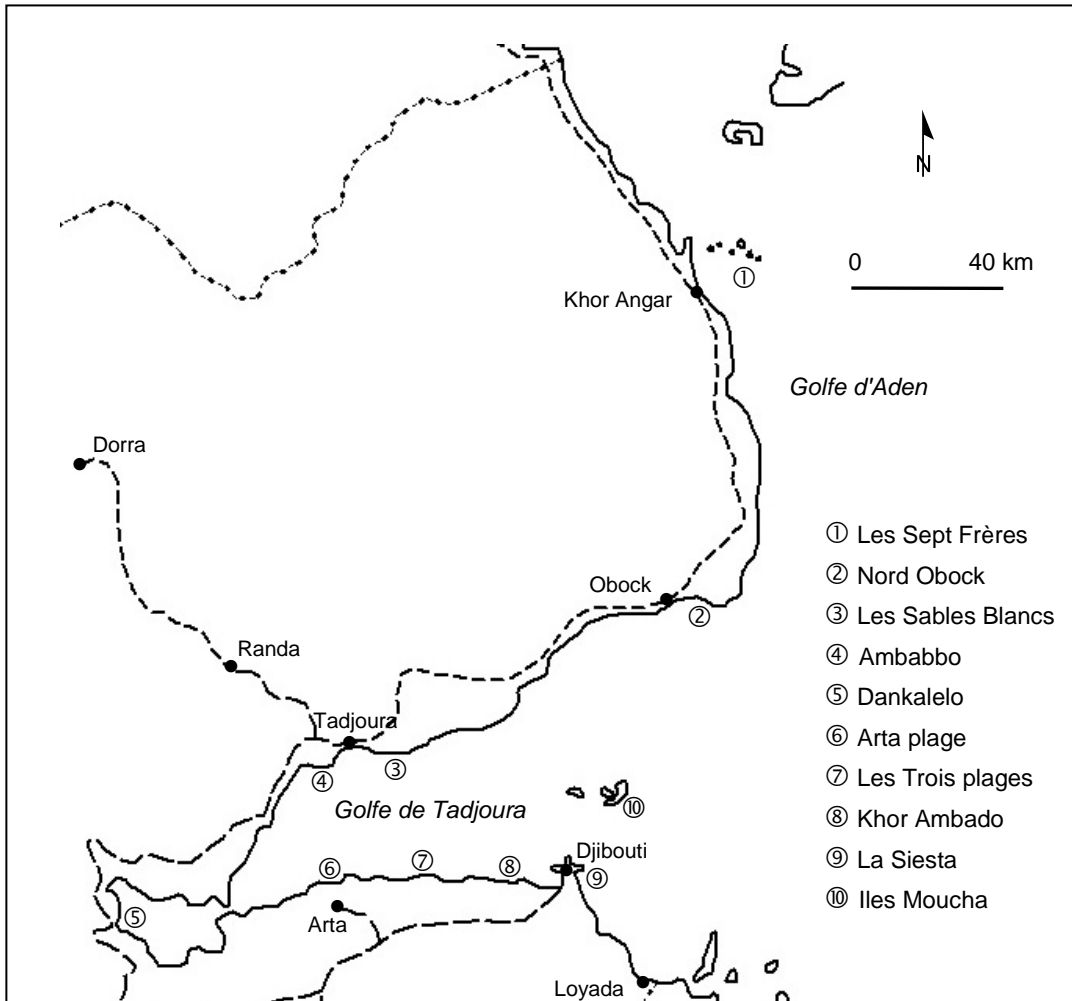 N
①
0 40 km
Khor Angar
Golfe d'Aden
Dorra
① Les Sept Frères
② Nord Obock
③ Les Sables Blancs
④ Ambabbo
⑤ Dankalelo
⑥ Arta plage
⑦ Les Trois plages
⑧ Khor Ambado
⑨ La Siesta
⑩ Iles Moucha
Obock
②
Randa
Tadjoura
③
④
⑩
Golfe de Tadjoura
Djibouti
⑥
⑦
⑧
⑨
⑤
Arta
Loyada